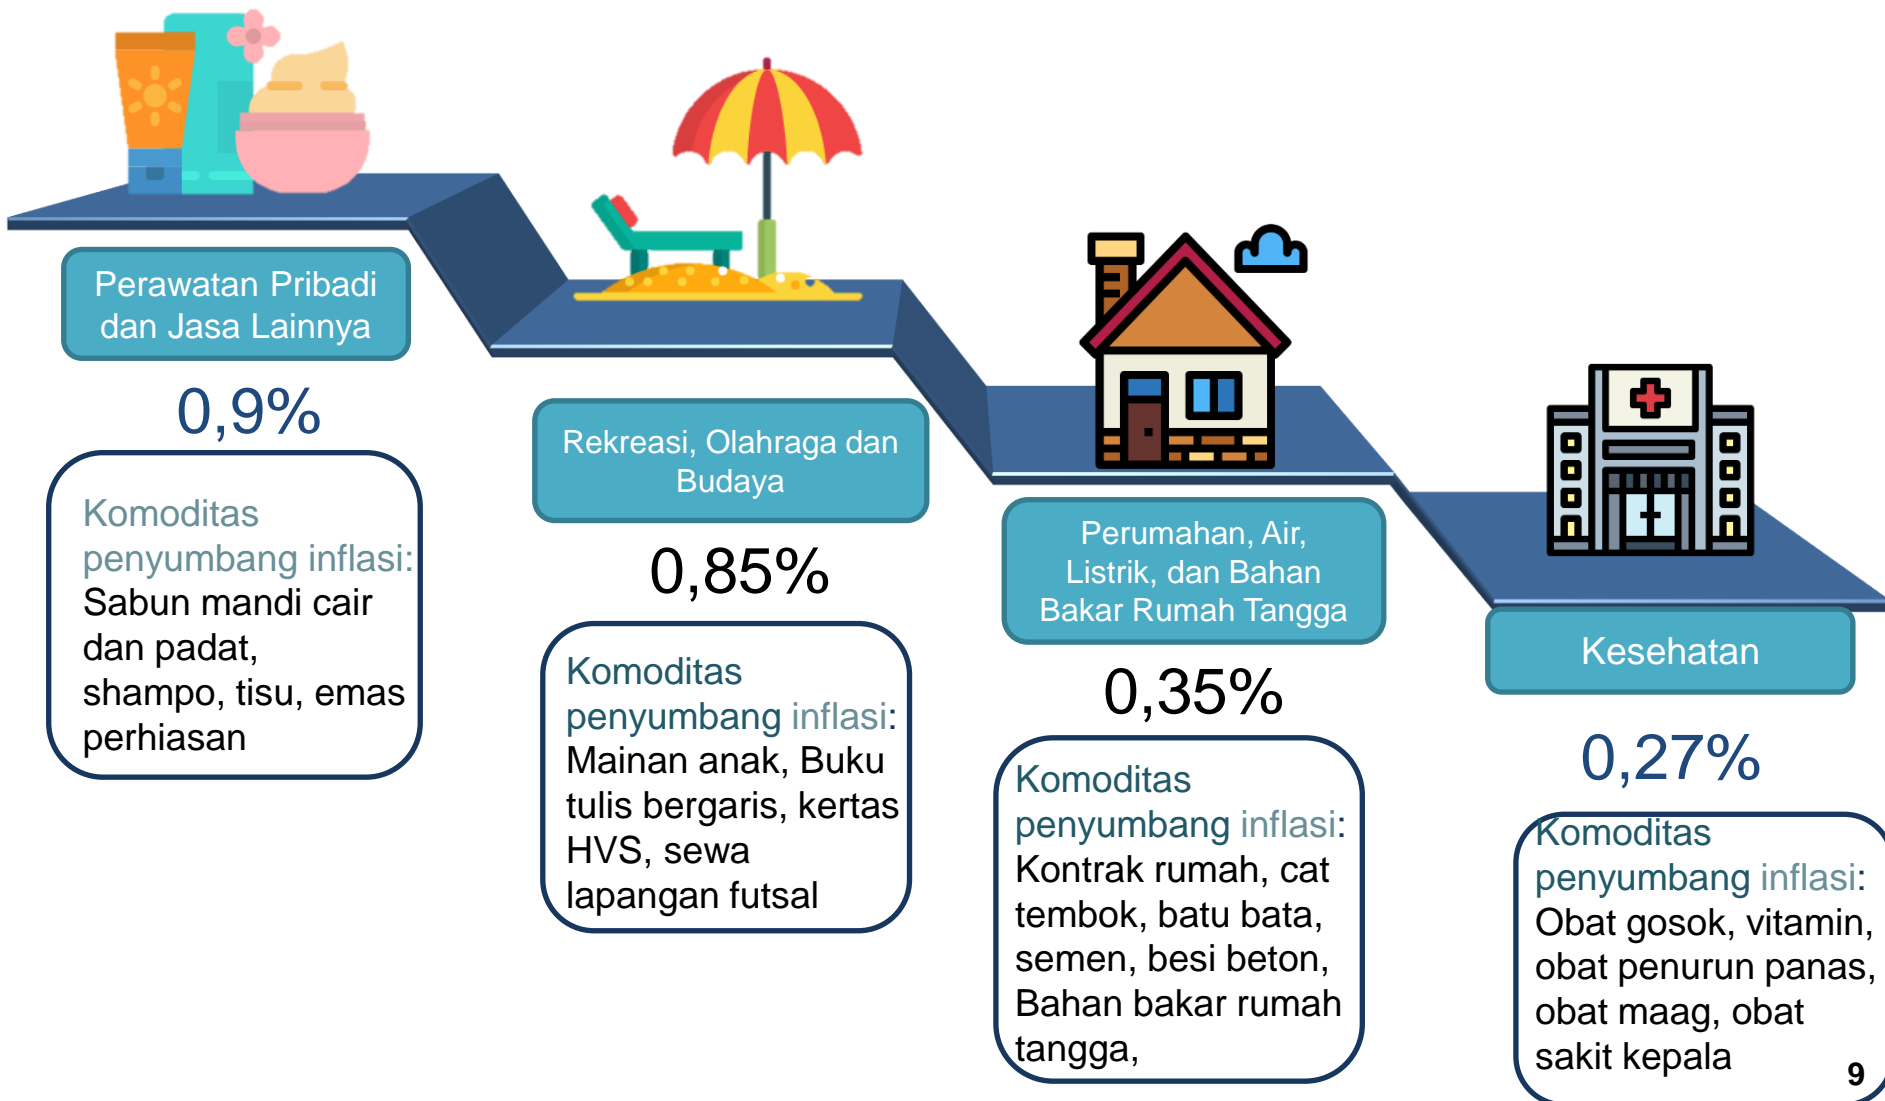 Perawatan Pribadi
dan Jasa Lainnya
0,9%
Komoditas
penyumbang inflasi:
Sabun mandi cair
dan padat,
shampo, tisu, emas
perhiasan
Rekreasi, Olahraga dan
Budaya
0,85%
Komoditas
penyumbang inflasi:
Mainan anak, Buku
tulis bergaris, kertas
HVS, sewa
lapangan futsal
Perumahan, Air,
Listrik, dan Bahan
Bakar Rumah Tangga
0,35%
Komoditas
penyumbang inflasi:
Kontrak rumah, cat
tembok, batu bata,
semen, besi beton,
Bahan bakar rumah
tangga,
Kesehatan
0,27%
Komoditas
penyumbang inflasi:
Obat gosok, vitamin,
obat penurun panas,
obat maag, obat
sakit kepala
9